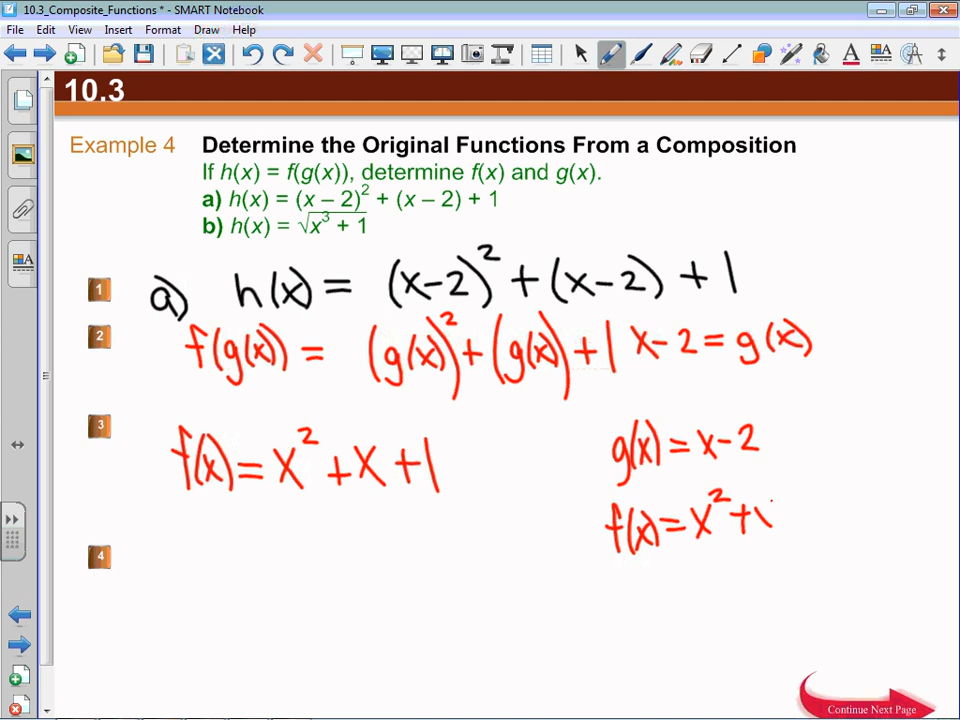 10.3_Composite_Functions * - SMART Notebook
File Edit View Insert Format Draw Help
10.3
Example 4 Determine the Original Functions From a Composition
If h(x) = f(g(x)), determine f(x) and g(x).
a) h(x) = (x – 2)² + (x – 2) + 1
b) h(x) = √x³ + 1
1
a) h(x) = (x-2)² + (x-2) + 1
2
f(g(x)) = (g(x))² + (g(x)) + 1 x-2 = g(x)
3
f(x) = x² + x + 1
g(x) = x-2
f(x) = x² +
4
Continue Next Page